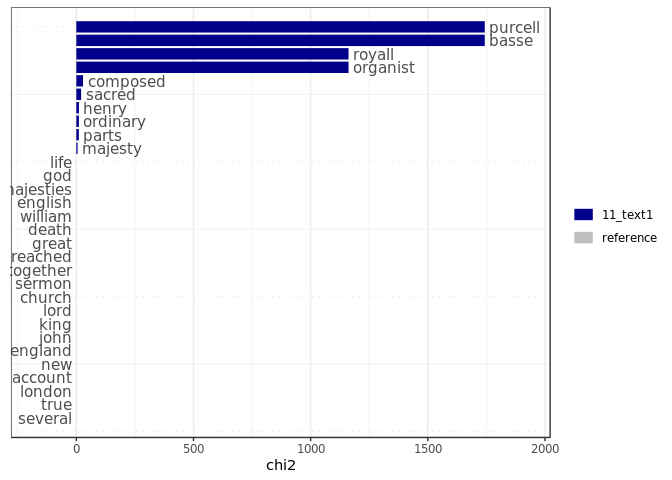 purcell
basse
royall
organist
composed
sacred
henry
ordinary
parts
majesty
life
god
ajesties
english
william
death
great
reached
together
sermon
church
lord
king
john
england
new
account
london
true
several
11_text1
reference
0 500 1000 1500 2000
chi2